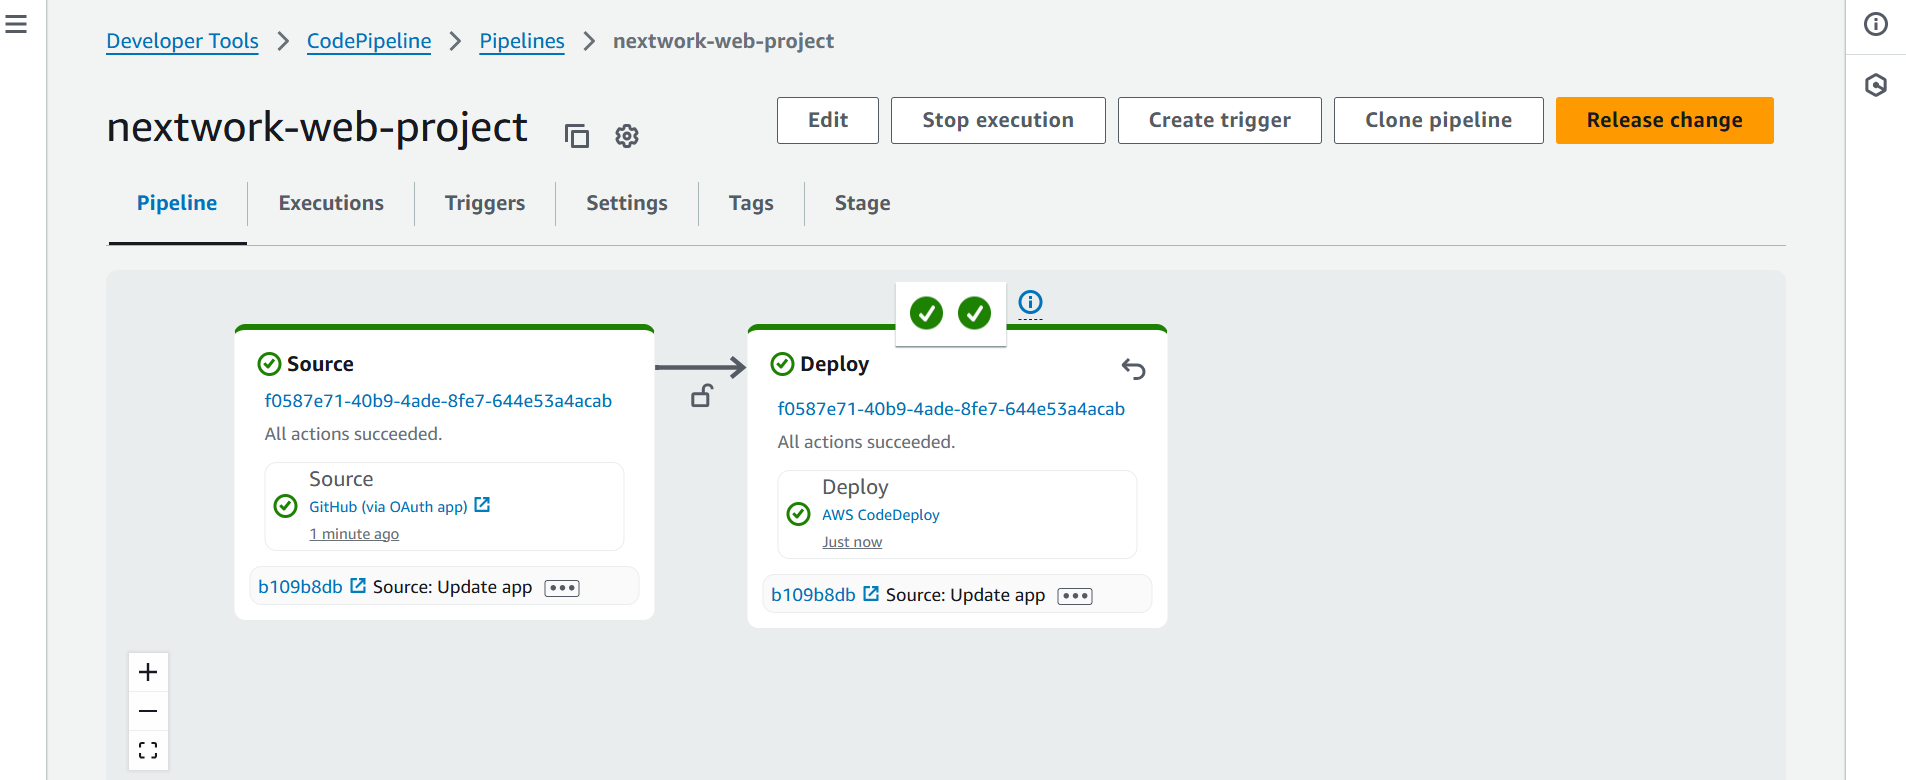 Developer Tools > CodePipeline > Pipelines > nextwork-web-project
nextwork-web-project
Edit
Stop execution
Create trigger
Clone pipeline
Release change
Pipeline
Executions
Triggers
Settings
Tags
Stage
Source
f0587e71-40b9-4ade-8fe7-644e53a4acab
All actions succeeded.
Source
GitHub (via OAuth app)
1 minute ago
b109b8db Source: Update app
Deploy
f0587e71-40b9-4ade-8fe7-644e53a4acab
All actions succeeded.
Deploy
AWS CodeDeploy
Just now
b109b8db Source: Update app